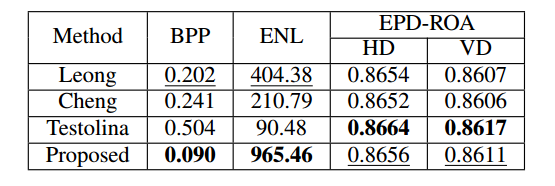 Method BPP ENL EPD-ROA
HD VD
Leong 0.202 404.38 0.8654 0.8607
Cheng 0.241 210.79 0.8652 0.8606
Testolina 0.504 90.48 0.8664 0.8617
Proposed 0.090 965.46 0.8656 0.8611